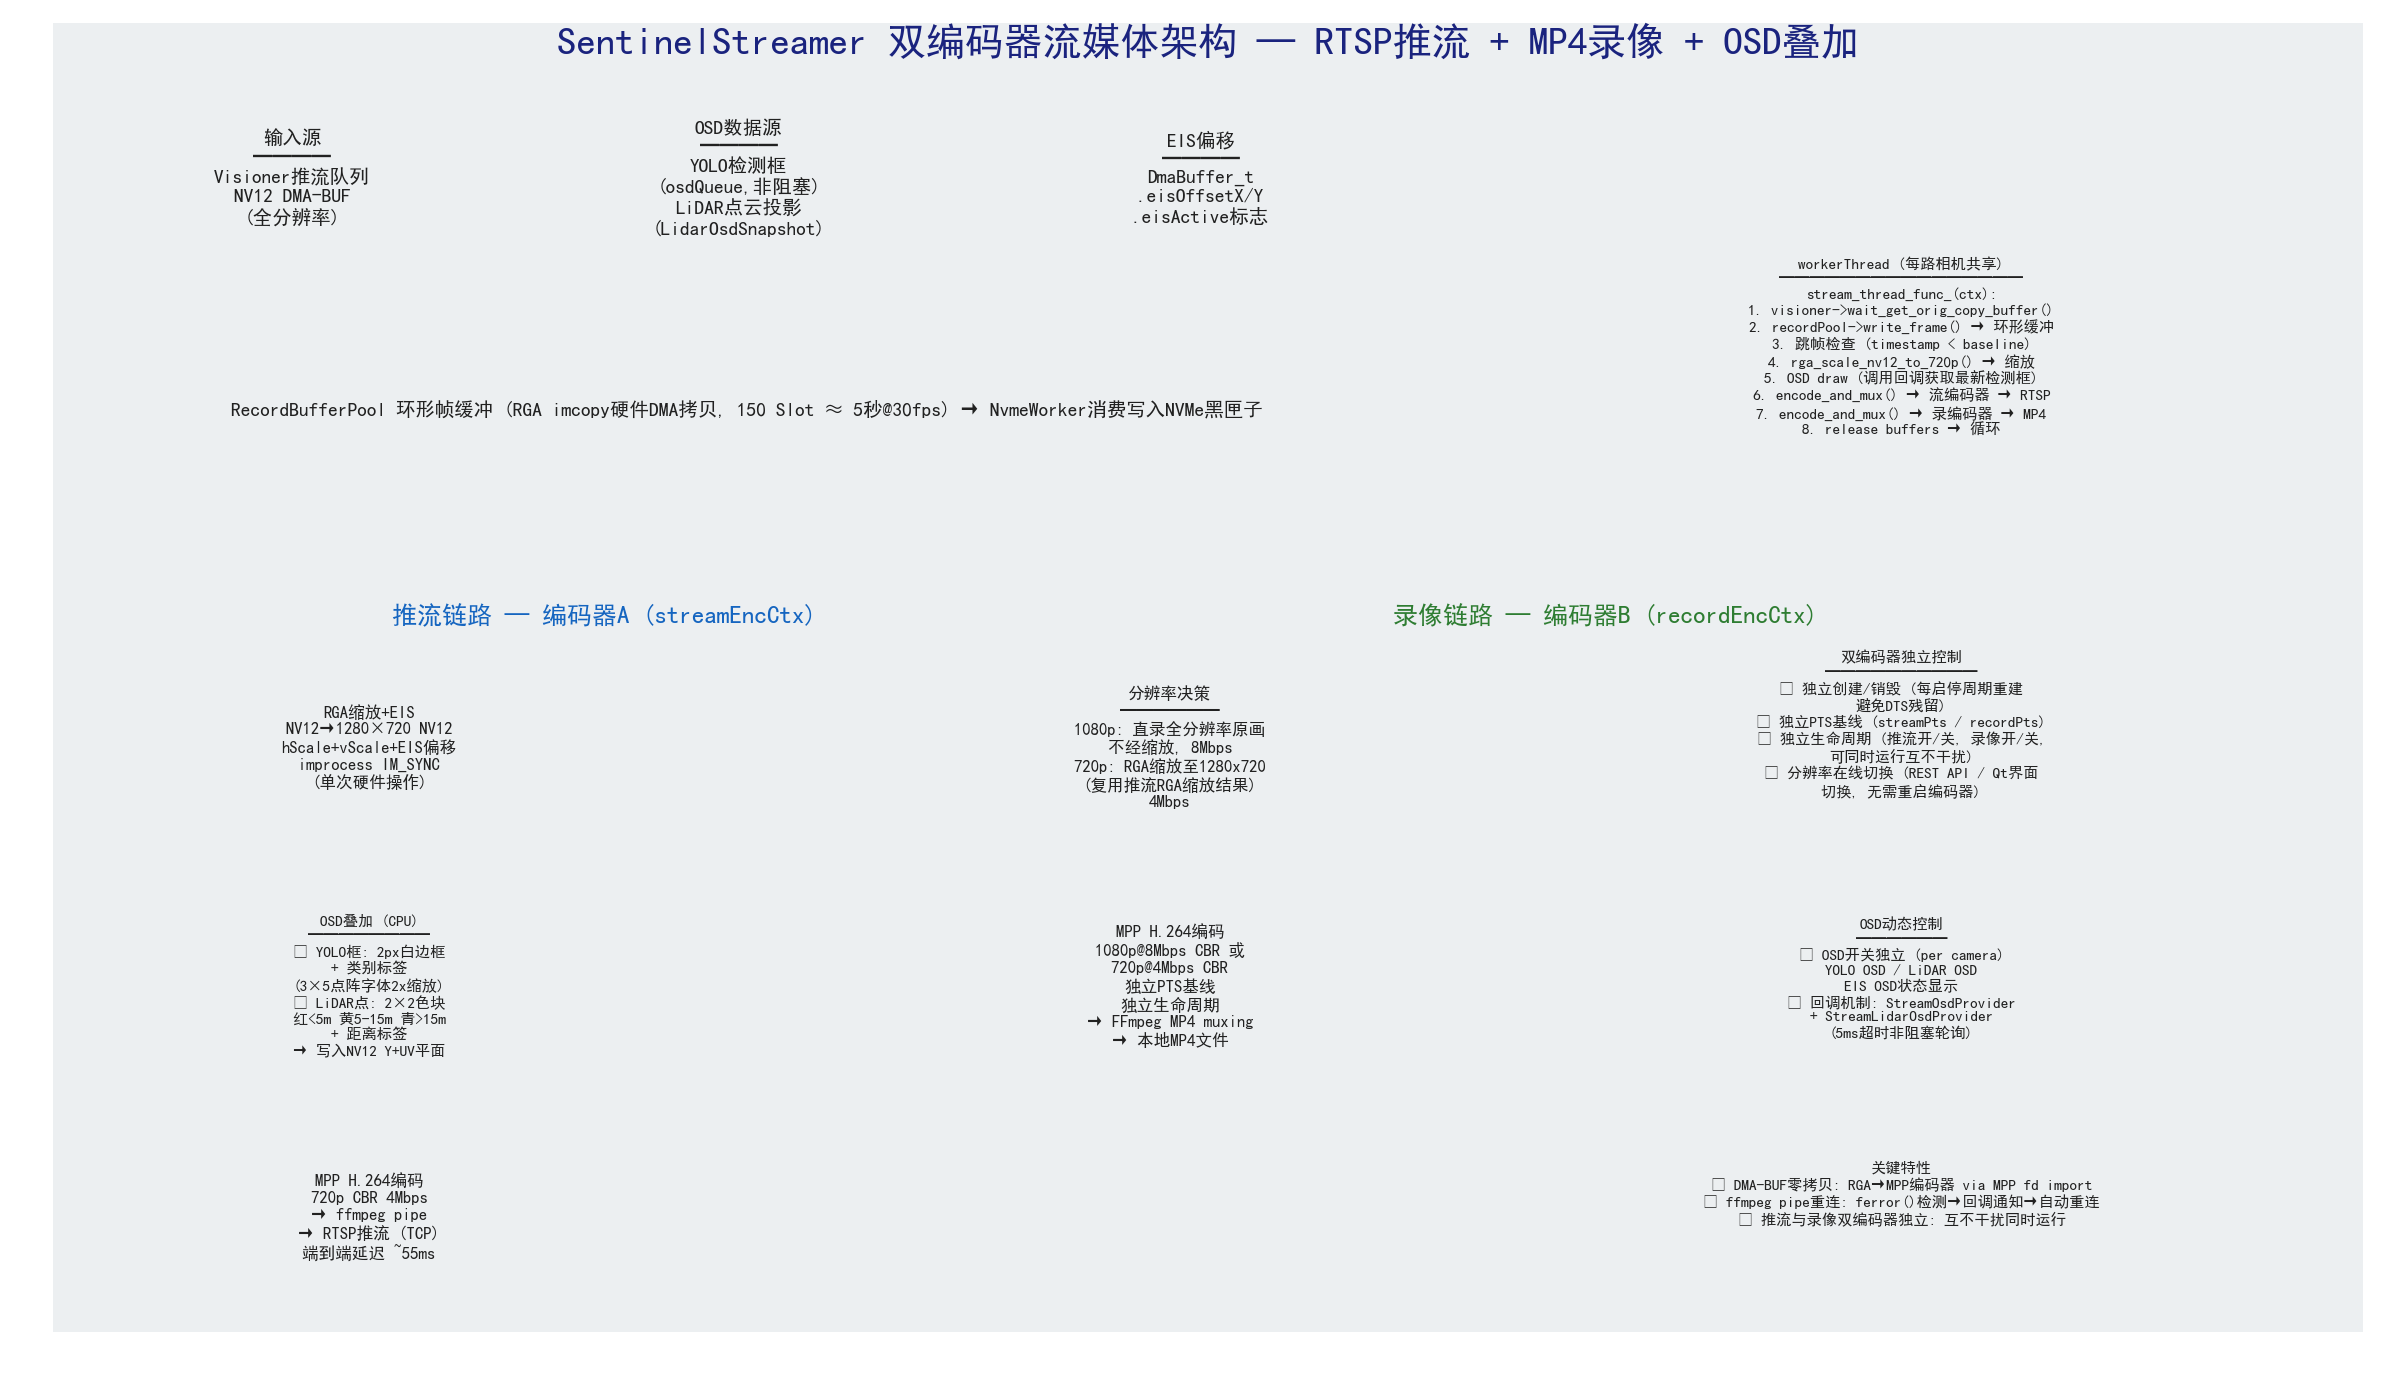 SentinelStreamer 双编码器流媒体架构 — RTSP推流 + MP4录像 + OSD叠加
输入源
Visioner推流队列
NV12 DMA-BUF
(全分辨率)
OSD数据源
YOLO检测框
(osdQueue,非阻塞)
LiDAR点云投影
(LidarOsdSnapshot)
EIS偏移
DmaBuffer_t
.eisOffsetX/Y
.eisActive标志
workerThread (每路相机共享)
stream_thread_func_(ctx):
1. visioner->wait_get_orig_copy_buffer()
2. recordPool->write_frame() → 环形缓冲
3. 跳帧检查 (timestamp < baseline)
4. rga_scale_nv12_to_720p() → 缩放
5. OSD draw (调用回调获取最新检测框)
6. encode_and_mux() → 流编码器 → RTSP
7. encode_and_mux() → 录编码器 → MP4
8. release buffers → 循环
RecordBufferPool 环形帧缓冲 (RGA imcopy硬件DMA拷贝, 150 Slot ≈ 5秒@30fps) → NvmeWorker消费写入NVMe黑匣子
推流链路 — 编码器A (streamEncCtx)
RGA缩放+EIS
NV12→1280×720 NV12
hScale+vScale+EIS偏移
improcess IM_SYNC
(单次硬件操作)
OSD叠加 (CPU)
□ YOLO框: 2px白边框
+ 类别标签
(3×5点阵字体2x缩放)
□ LiDAR点: 2×2色块
红<5m 黄5-15m 青>15m
+ 距离标签
→ 写入NV12 Y+UV平面
MPP H.264编码
720p CBR 4Mbps
→ ffmpeg pipe
→ RTSP推流 (TCP)
端到端延迟 ~55ms
录像链路 — 编码器B (recordEncCtx)
分辨率决策
1080p: 直录全分辨率原画
不经缩放, 8Mbps
720p: RGA缩放至1280x720
(复用推流RGA缩放结果)
4Mbps
MPP H.264编码
1080p@8Mbps CBR 或
720p@4Mbps CBR
独立PTS基线
独立生命周期
→ FFmpeg MP4 muxing
→ 本地MP4文件
双编码器独立控制
□ 独立创建/销毁 (每启停周期重建
避免DTS残留)
□ 独立PTS基线 (streamPts / recordPts)
□ 独立生命周期 (推流开/关, 录像开/关,
可同时运行互不干扰)
□ 分辨率在线切换 (REST API / Qt界面
切换, 无需重启编码器)
OSD动态控制
□ OSD开关独立 (per camera)
YOLO OSD / LiDAR OSD
EIS OSD状态显示
□ 回调机制: StreamOsdProvider
+ StreamLidarOsdProvider
(5ms超时非阻塞轮询)
关键特性
□ DMA-BUF零拷贝: RGA→MPP编码器 via MPP fd import
□ ffmpeg pipe重连: ferror()检测→回调通知→自动重连
□ 推流与录像双编码器独立: 互不干扰同时运行